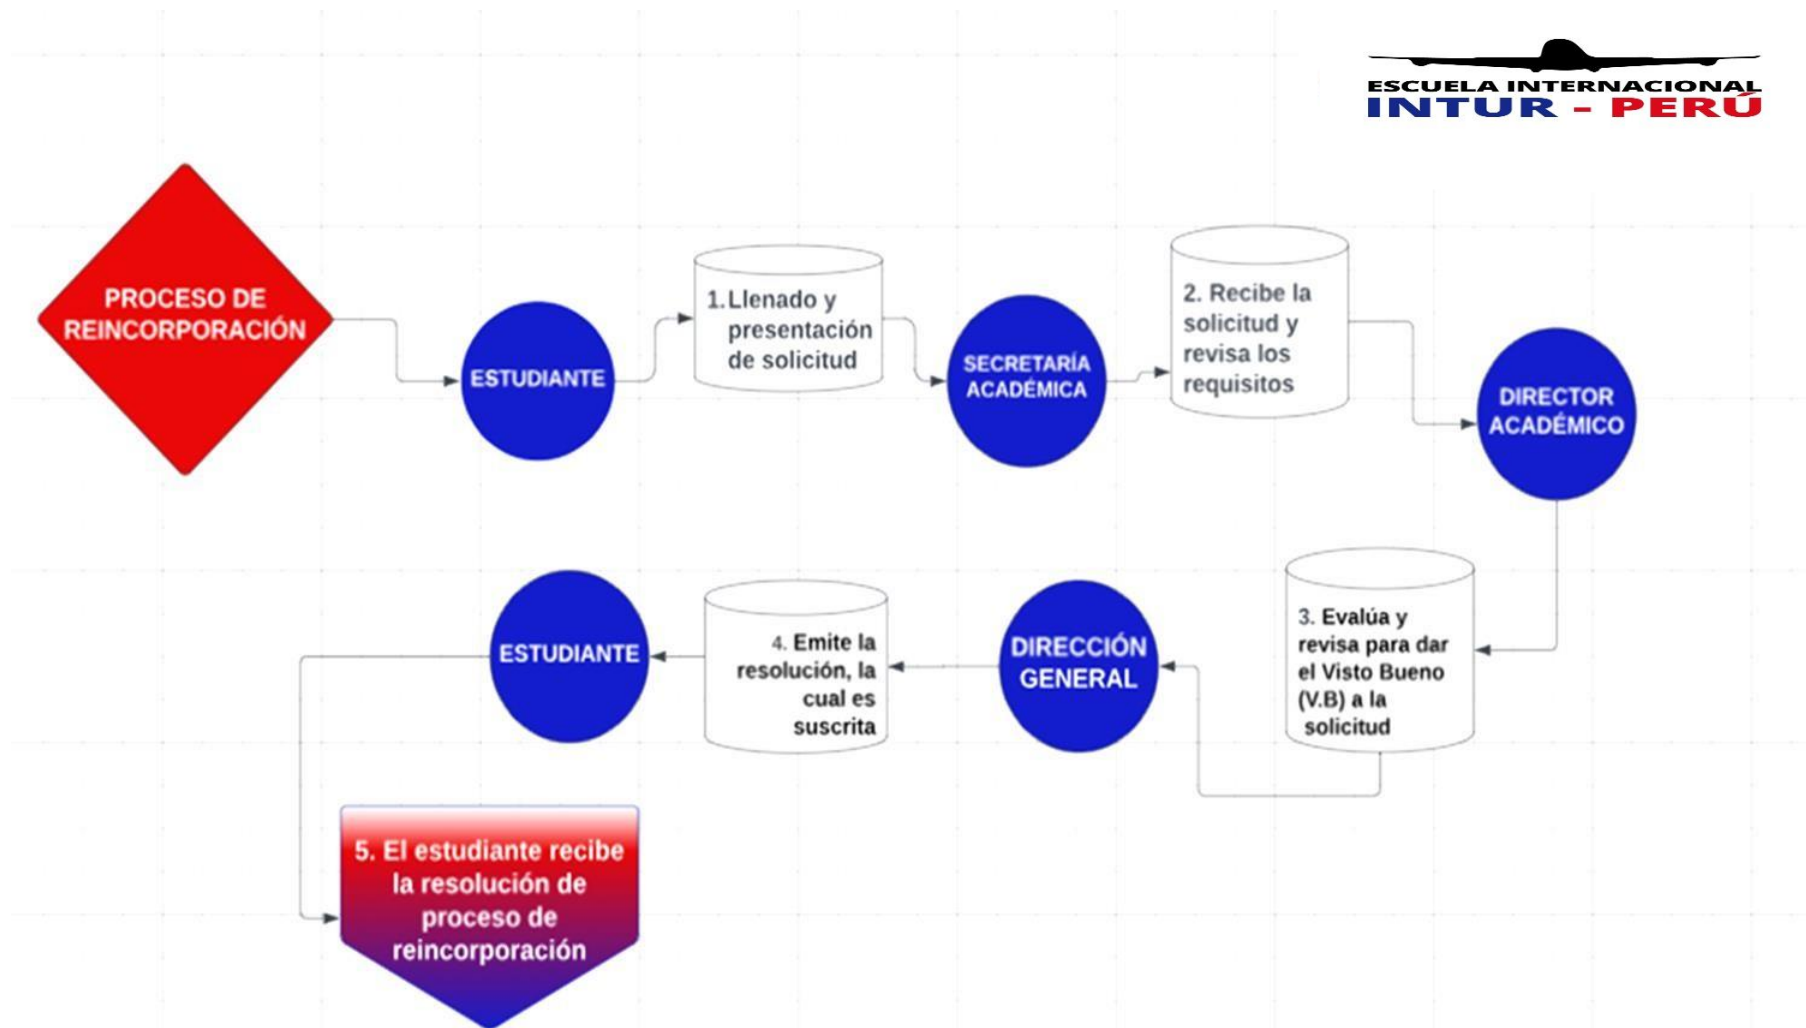 ESCUELA INTERNACIONAL
INTUR - PERÚ
PROCESO DE
REINCORPORACIÓN
ESTUDIANTE
1. Llenado y
presentación
de solicitud
SECRETARÍA
ACADÉMICA
2. Recibe la
solicitud y
revisa los
requisitos
DIRECTOR
ACADÉMICO
3. Evalúa y
revisa para dar
el Visto Bueno
(V.B) a la
solicitud
DIRECCIÓN
GENERAL
4. Emite la
resolución, la
cual es
suscrita
ESTUDIANTE
5. El estudiante recibe
la resolución de
proceso de
reincorporación